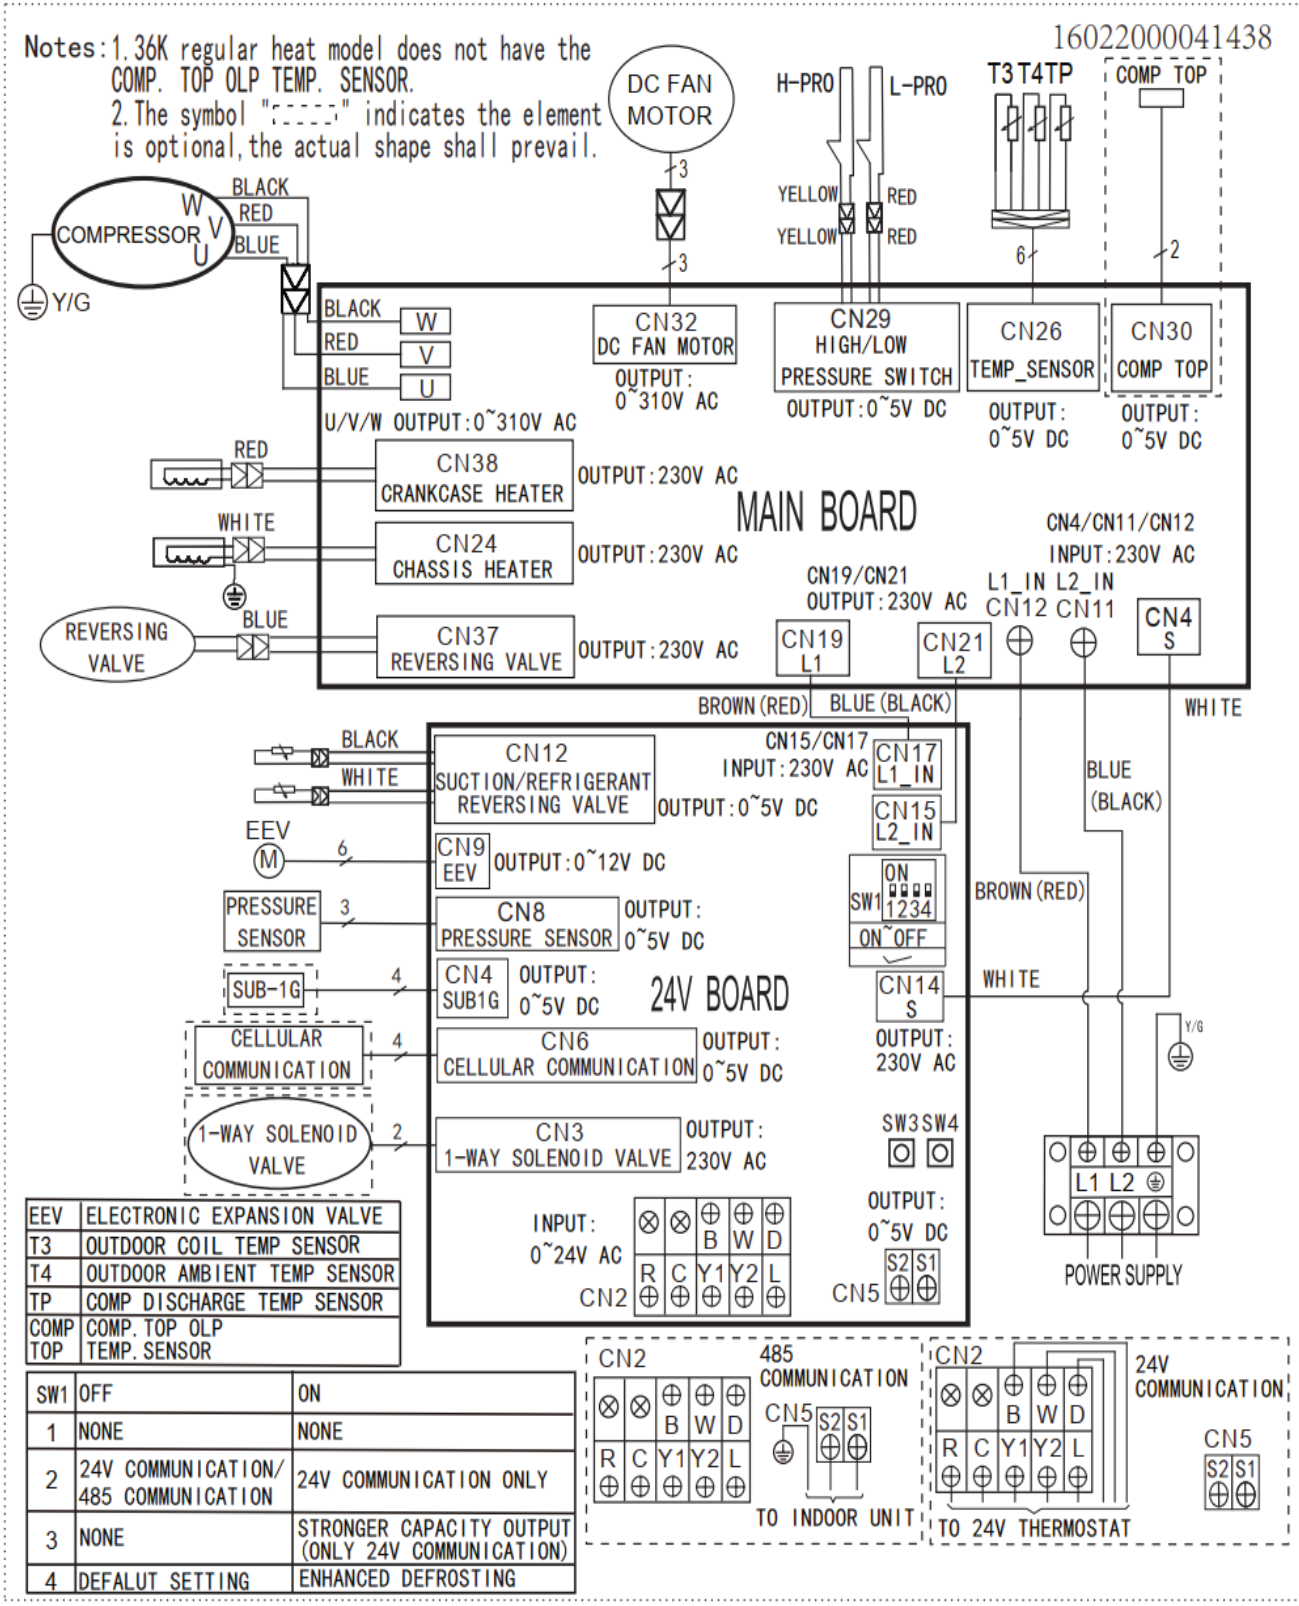 16022000041438
Notes:1.36K regular heat model does not have the
COMP. TOP OLP TEMP. SENSOR.
2.The symbol "-----" indicates the element
is optional,the actual shape shall prevail.
DC FAN
MOTOR
3
3
H-PRO
L-PRO
YELLOW
RED
YELLOW
RED
T3 T4 TP
6
COMP TOP
2
COMPRESSOR
W
V
U
BLACK
RED
BLUE
Y/G
BLACK
W
RED
V
BLUE
U
U/V/W OUTPUT:0~310V AC
CN32
DC FAN MOTOR
OUTPUT:
0~310V AC
CN29
HIGH/LOW
PRESSURE SWITCH
OUTPUT:0~5V DC
CN26
TEMP_SENSOR
OUTPUT:
0~5V DC
CN30
COMP TOP
OUTPUT:
0~5V DC
RED
CN38
CRANKCASE HEATER
OUTPUT:230V AC
WHITE
CN24
CHASSIS HEATER
OUTPUT:230V AC
REVERSING
VALVE
BLUE
CN37
REVERSING VALVE
OUTPUT:230V AC
MAIN BOARD
CN4/CN11/CN12
INPUT:230V AC
CN19/CN21
OUTPUT:230V AC
L1_IN L2_IN
CN12 CN11
CN4
S
CN19
L1
CN21
L2
BROWN(RED)
BLUE(BLACK)
WHITE
BLUE
(BLACK)
BROWN(RED)
WHITE
BLACK
WHITE
CN12
SUCTION/REFRIGERANT
REVERSING VALVE
OUTPUT:0~5V DC
CN15/CN17
INPUT:230V AC
CN17
L1_IN
CN15
L2_IN
EEV
M
6
CN9
EEV
OUTPUT:0~12V DC
SW1
ON
1234
ON~OFF
PRESSURE
SENSOR
3
CN8
PRESSURE SENSOR
OUTPUT:
0~5V DC
SUB-1G
4
CN4
SUB1G
OUTPUT:
0~5V DC
24V BOARD
CN14
S
OUTPUT:
230V AC
CELLULAR
COMMUNICATION
4
CN6
CELLULAR COMMUNICATION
OUTPUT:
0~5V DC
1-WAY SOLENOID
VALVE
2
CN3
1-WAY SOLENOID VALVE
OUTPUT:
230V AC
SW3 SW4
INPUT:
0~24V AC
CN2
B W D
R C Y1 Y2 L
OUTPUT:
0~5V DC
CN5
S2 S1
Y/G
L1 L2
POWER SUPPLY
EEV ELECTRONIC EXPANSION VALVE
T3 OUTDOOR COIL TEMP SENSOR
T4 OUTDOOR AMBIENT TEMP SENSOR
TP COMP DISCHARGE TEMP SENSOR
COMP TOP COMP.TOP OLP
TEMP.SENSOR
SW1 OFF ON
1 NONE NONE
2 24V COMMUNICATION/
485 COMMUNICATION
24V COMMUNICATION ONLY
3 NONE
STRONGER CAPACITY OUTPUT
(ONLY 24V COMMUNICATION)
4 DEFALUT SETTING ENHANCED DEFROSTING
CN2
B W D
R C Y1 Y2 L
485
COMMUNICATION
CN5
S2 S1
TO INDOOR UNIT
CN2
B W D
R C Y1 Y2 L
24V
COMMUNICATION
CN5
S2 S1
TO 24V THERMOSTAT